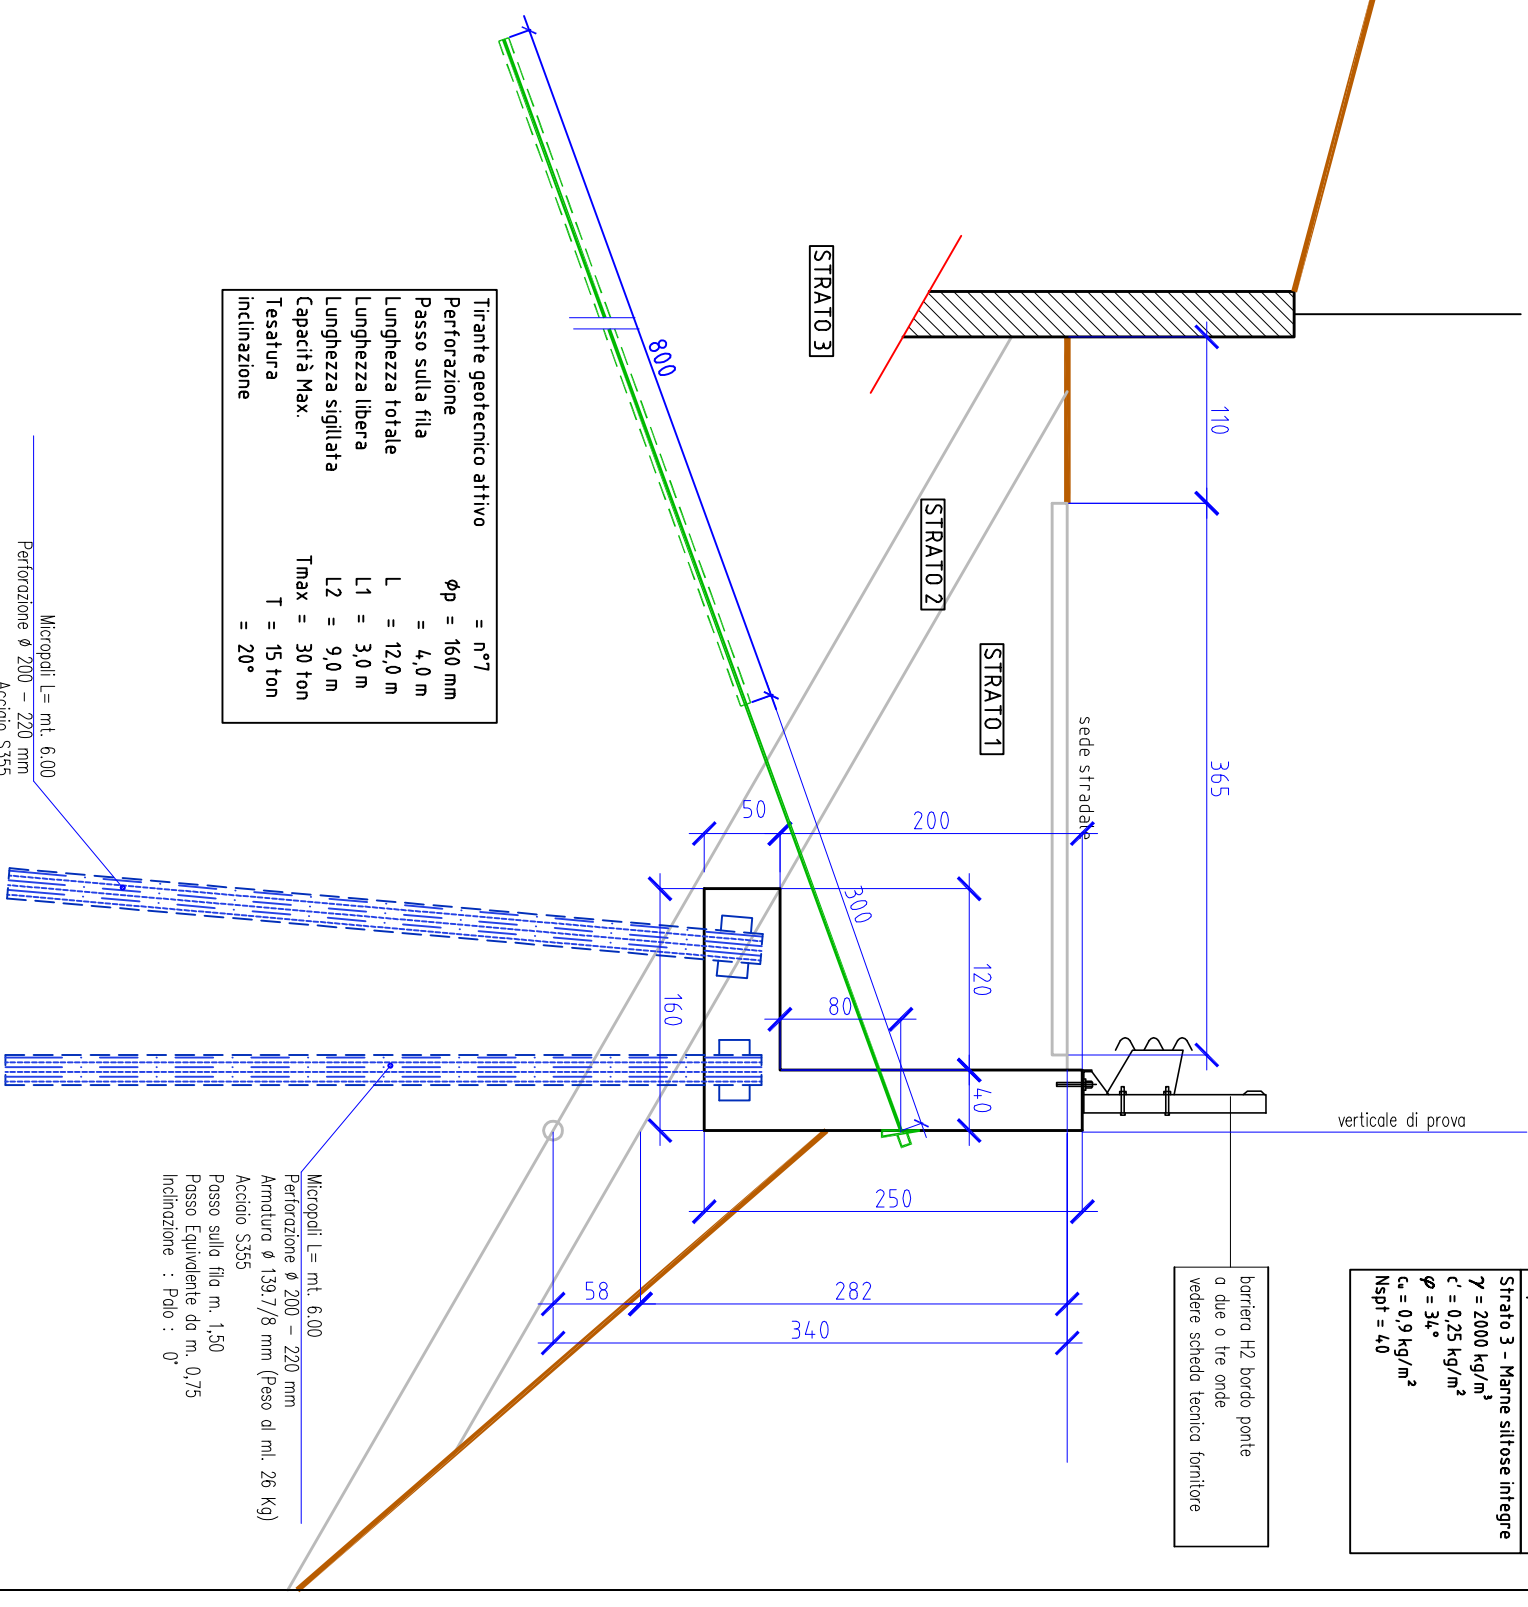 STRATO 3
STRATO 2
STRATO 1
sede stradale
110
365
800
300
50
200
120
40
160
80
250
58
282
340
verticale di prova
Tirante geotecnico attivo = n°7
Perforazione Φp = 160 mm
Passo sulla fila = 4,0 m
Lunghezza totale L = 12,0 m
Lunghezza libera L1 = 3,0 m
Lunghezza sigillata L2 = 9,0 m
Capacità Max. Tmax = 30 ton
Tesatura T = 15 ton
inclinazione = 20°
Micropali L= mt. 6.00
Perforazione Ø 200 - 220 mm
Acciaio S355
Micropali L= mt. 6.00
Perforazione Ø 200 - 220 mm
Armatura Ø 139.7/8 mm (Peso al ml. 26 Kg)
Acciaio S355
Passo sulla fila m. 1,50
Passo Equivalente da m. 0,75
Inclinazione : Palo : 0°
barriera H2 bordo ponte
a due o tre onde
vedere scheda tecnica fornitore
Strato 3 - Marne siltose integre
γ = 2000 kg/m³
c' = 0,25 kg/m²
φ = 34°
cᵤ = 0,9 kg/m²
Nspt = 40